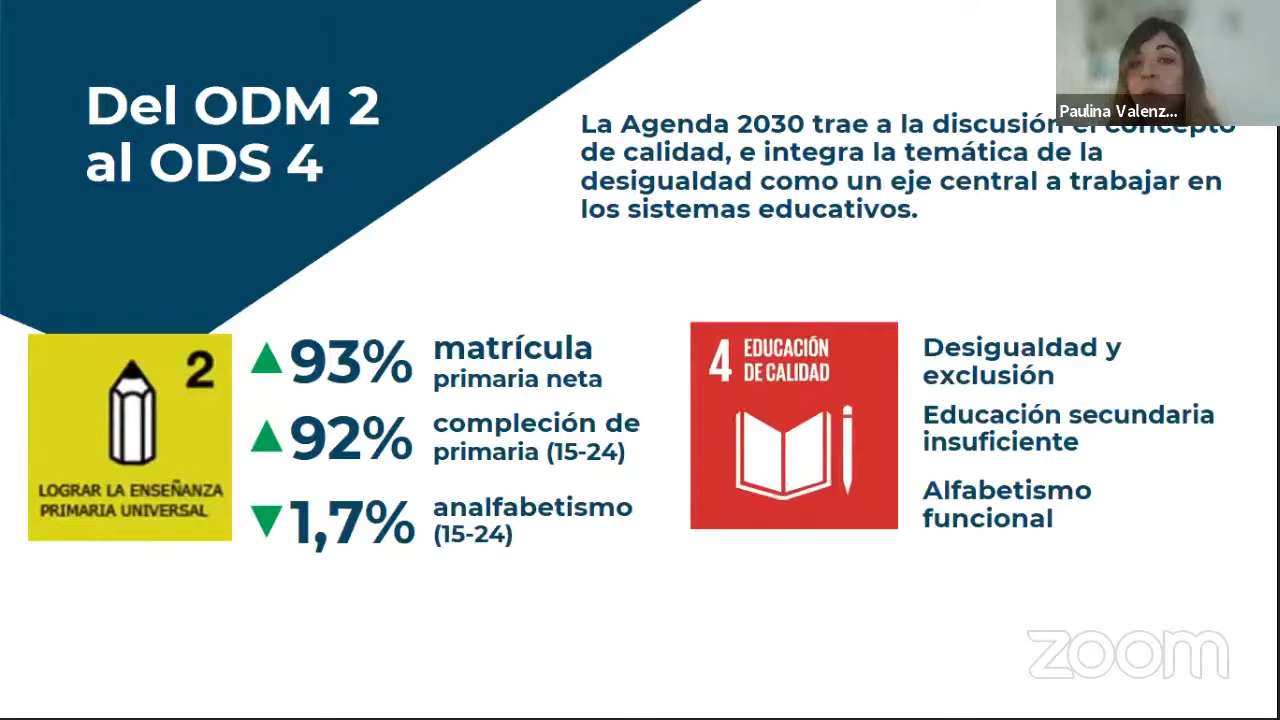 Del ODM 2
al ODS 4
Paulina Valenz...
La Agenda 2030 trae a la discusión el concepto
de calidad, e integra la temática de la
desigualdad como un eje central a trabajar en
los sistemas educativos.
2
LOGRAR LA ENSEÑANZA
PRIMARIA UNIVERSAL
93% matrícula
primaria neta
92% compleción de
primaria (15-24)
1,7% analfabetismo
(15-24)
4 EDUCACIÓN
DE CALIDAD
Desigualdad y
exclusión
Educación secundaria
insuficiente
Alfabetismo
funcional
zoom